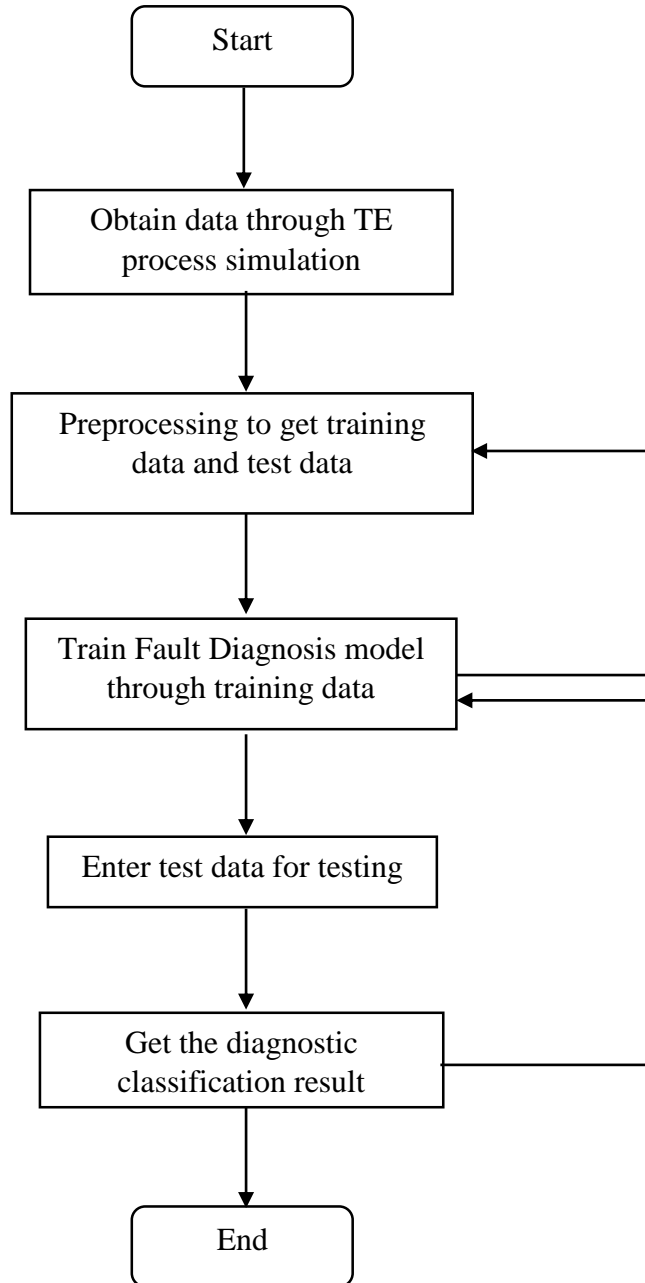 Start
Obtain data through TE
process simulation
Preprocessing to get training
data and test data
Train Fault Diagnosis model
through training data
Enter test data for testing
Get the diagnostic
classification result
End